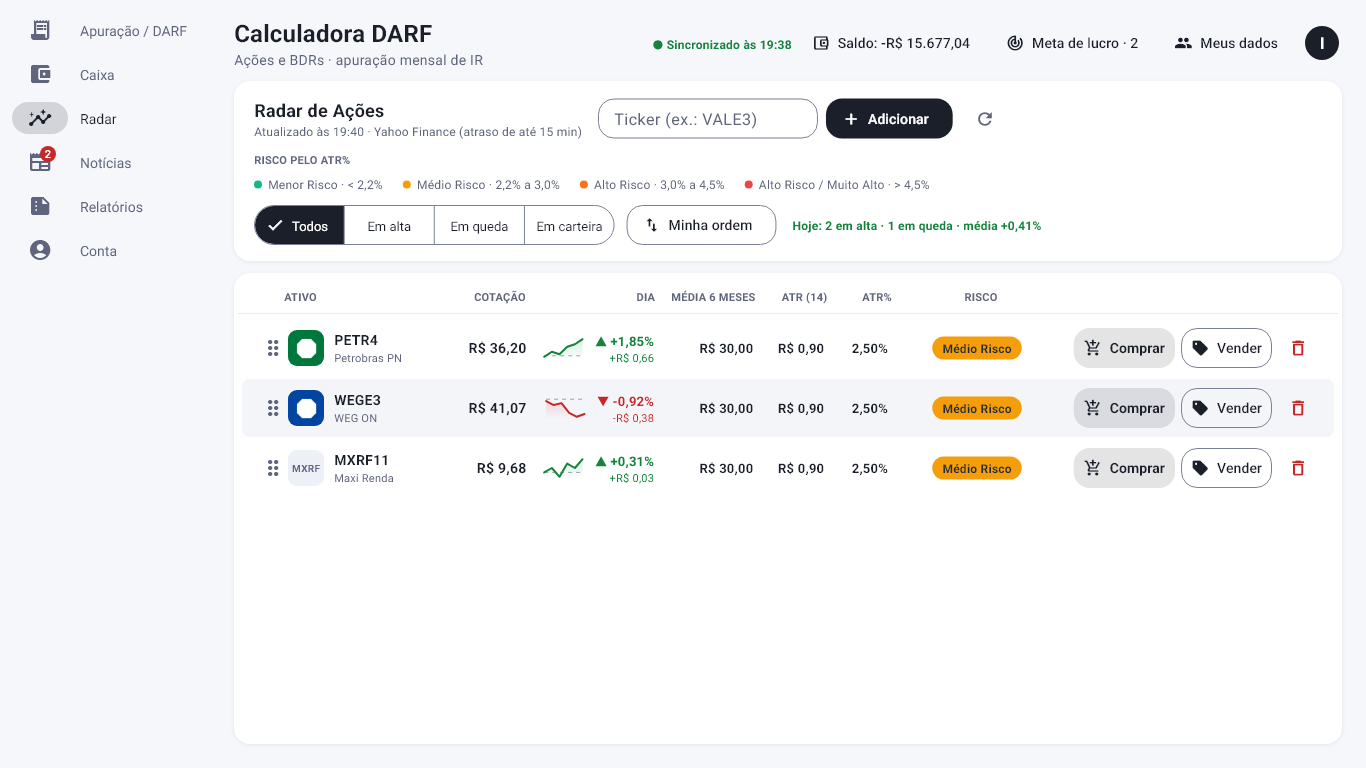 Apuração / DARF
Caixa
Radar
2
Notícias
Relatórios
Conta
Calculadora DARF
Ações e BDRs · apuração mensal de IR
Sincronizado às 19:38
Saldo: -R$ 15.677,04
Meta de lucro · 2
Meus dados
I
Radar de Ações
Atualizado às 19:40 · Yahoo Finance (atraso de até 15 min)
Ticker (ex.: VALE3)
Adicionar
RISCO PELO ATR%
Menor Risco · < 2,2%
Médio Risco · 2,2% a 3,0%
Alto Risco · 3,0% a 4,5%
Alto Risco / Muito Alto · > 4,5%
Todos
Em alta
Em queda
Em carteira
Minha ordem
Hoje: 2 em alta · 1 em queda · média +0,41%
ATIVO COTAÇÃO DIA MÉDIA 6 MESES ATR (14) ATR% RISCO
PETR4
Petrobras PN
R$ 36,20
▲ +1,85%
+R$ 0,66
R$ 30,00
R$ 0,90
2,50%
Médio Risco
Comprar
Vender
WEGE3
WEG ON
R$ 41,07
▼ -0,92%
-R$ 0,38
R$ 30,00
R$ 0,90
2,50%
Médio Risco
Comprar
Vender
MXRF
MXRF11
Maxi Renda
R$ 9,68
▲ +0,31%
+R$ 0,03
R$ 30,00
R$ 0,90
2,50%
Médio Risco
Comprar
Vender